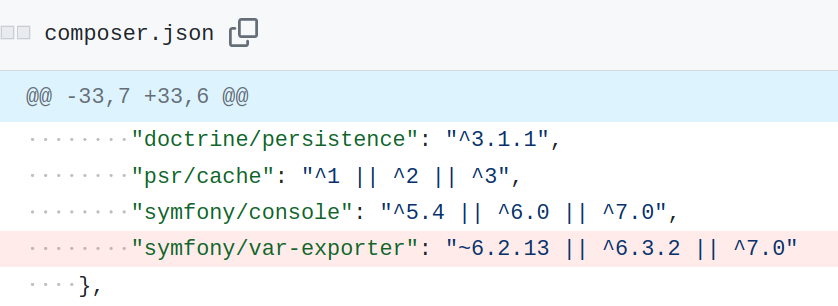 composer.json
@@ -33,7 +33,6 @@
········"doctrine/persistence": "^3.1.1",
········"psr/cache": "^1 || ^2 || ^3",
········"symfony/console": "^5.4 || ^6.0 || ^7.0",
········"symfony/var-exporter": "~6.2.13 || ^6.3.2 || ^7.0"
····},